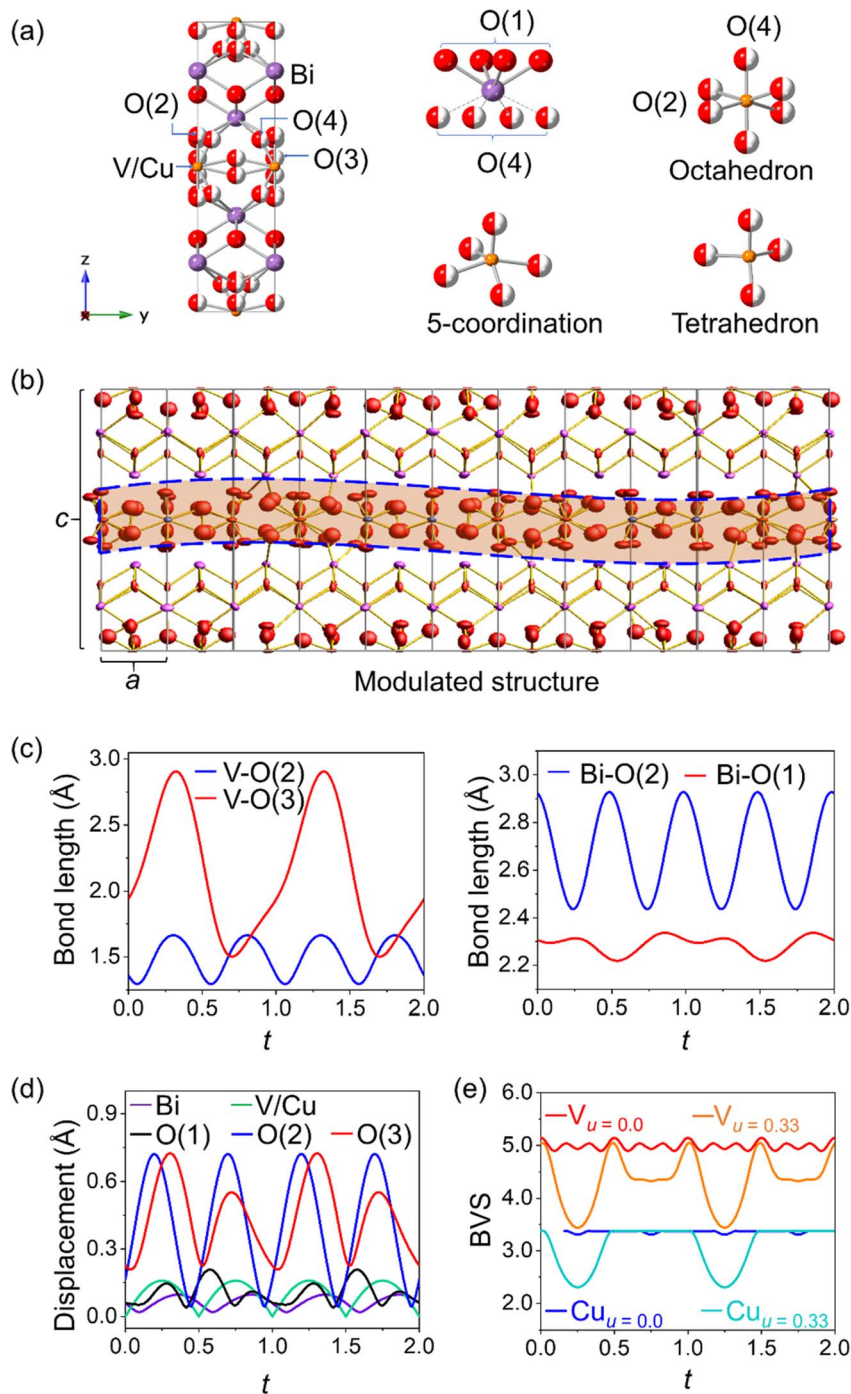 (a)
O(1)
O(4)
Bi
O(2)
O(4)
O(2)
V/Cu
O(3)
O(4)
Octahedron
z
x
y
5-coordination
Tetrahedron
(b)
c
a
Modulated structure
(c)
3.0
2.5
2.0
1.5
Bond length (Å)
V-O(2)
V-O(3)
0.0 0.5 1.0 1.5 2.0
t
3.0
2.8
2.6
2.4
2.2
Bond length (Å)
Bi-O(2) Bi-O(1)
0.0 0.5 1.0 1.5 2.0
t
(d)
Bi V/Cu
O(1) O(2) O(3)
0.9
0.6
0.3
0.0
Displacement (Å)
0.0 0.5 1.0 1.5 2.0
t
(e)
6.0
5.0
4.0
3.0
2.0
BVS
V u = 0.0 V u = 0.33
Cu u = 0.0 Cu u = 0.33
0.0 0.5 1.0 1.5 2.0
t